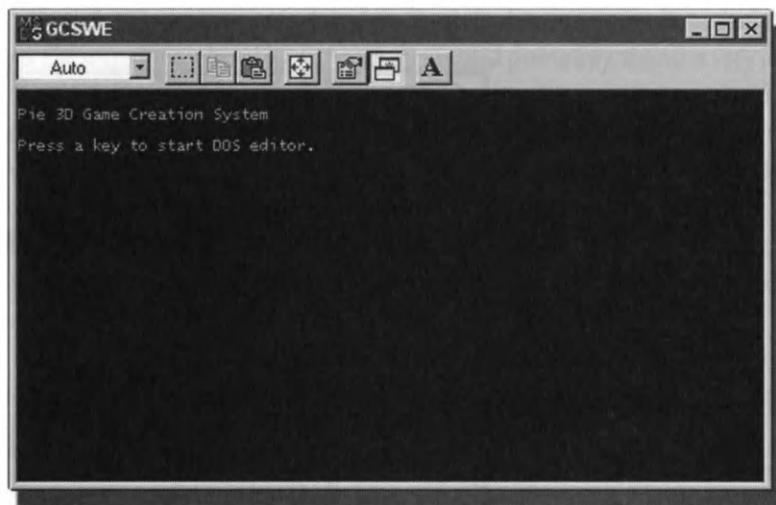 GCSWE
Auto
A
Pie 3D Game Creation System
Press a key to start DOS editor.